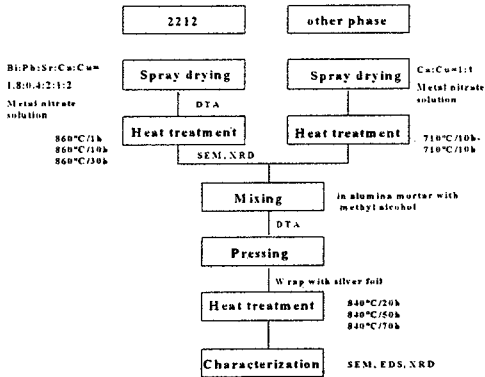 2212
other phase
Bi:Pb:Sr:Ca:Cu=
1.8:0.4:2:1:2
Metal nitrate
solution
Spray drying
Spray drying
Ca:Cu=1:1
Metal nitrate
solution
DTA
860°C/1h
860°C/10h
860°C/30h
Heat treatment
Heat treatment
710°C/10h-
710°C/10h
SEM, XRD
Mixing
in alumina mortar with
methyl alcohol
DTA
Pressing
Wrap with silver foil
Heat treatment
840°C/20h
840°C/50h
840°C/70h
Characterization
SEM, EDS, XRD